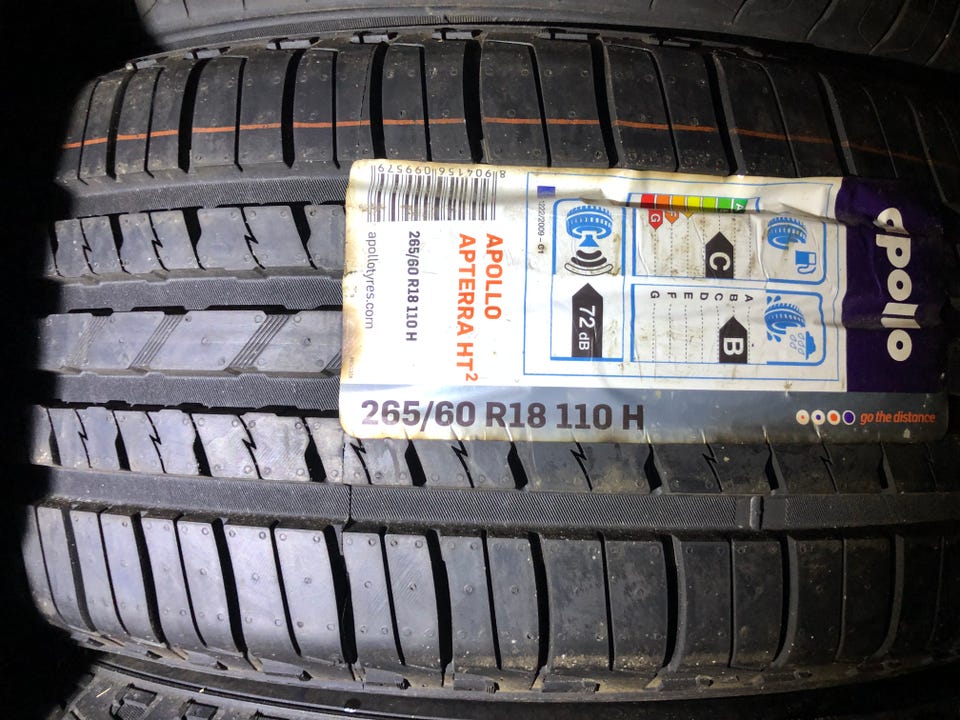 apollo
go the distance
265/60 R18 110 H
APOLLO
APTERRA HT²
265/60 R18 110 H
apollotyres.com
8904156099579
1222/2009 - C1
A
G
C
A
B
C
D
E
F
G
B
72 dB